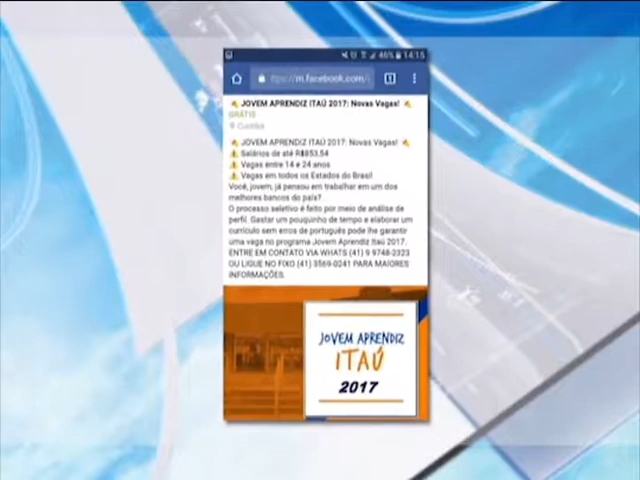 46% 14:15
m.facebook.com/
1
JOVEM APRENDIZ ITAÚ 2017: Novas Vagas!
GRÁTIS
Curitiba
JOVEM APRENDIZ ITAÚ 2017: Novas Vagas!
Salários de até R$853,54
Vagas entre 14 e 24 anos
Vagas em todos os Estados do Brasil
Você, jovem, já pensou em trabalhar em um dos
melhores bancos do país?
O processo seletivo é feito por meio de análise de
perfil. Gastar um pouquinho de tempo e elaborar um
currículo sem erros de português pode lhe garantir
uma vaga no programa Jovem Aprendiz Itaú 2017.
ENTRE EM CONTATO VIA WHATS (41) 9 9748-2323
OU LIGUE NO FIXO (41) 3569-0241 PARA MAIORES
INFORMAÇÕES.
JOVEM APRENDIZ
ITAÚ
2017